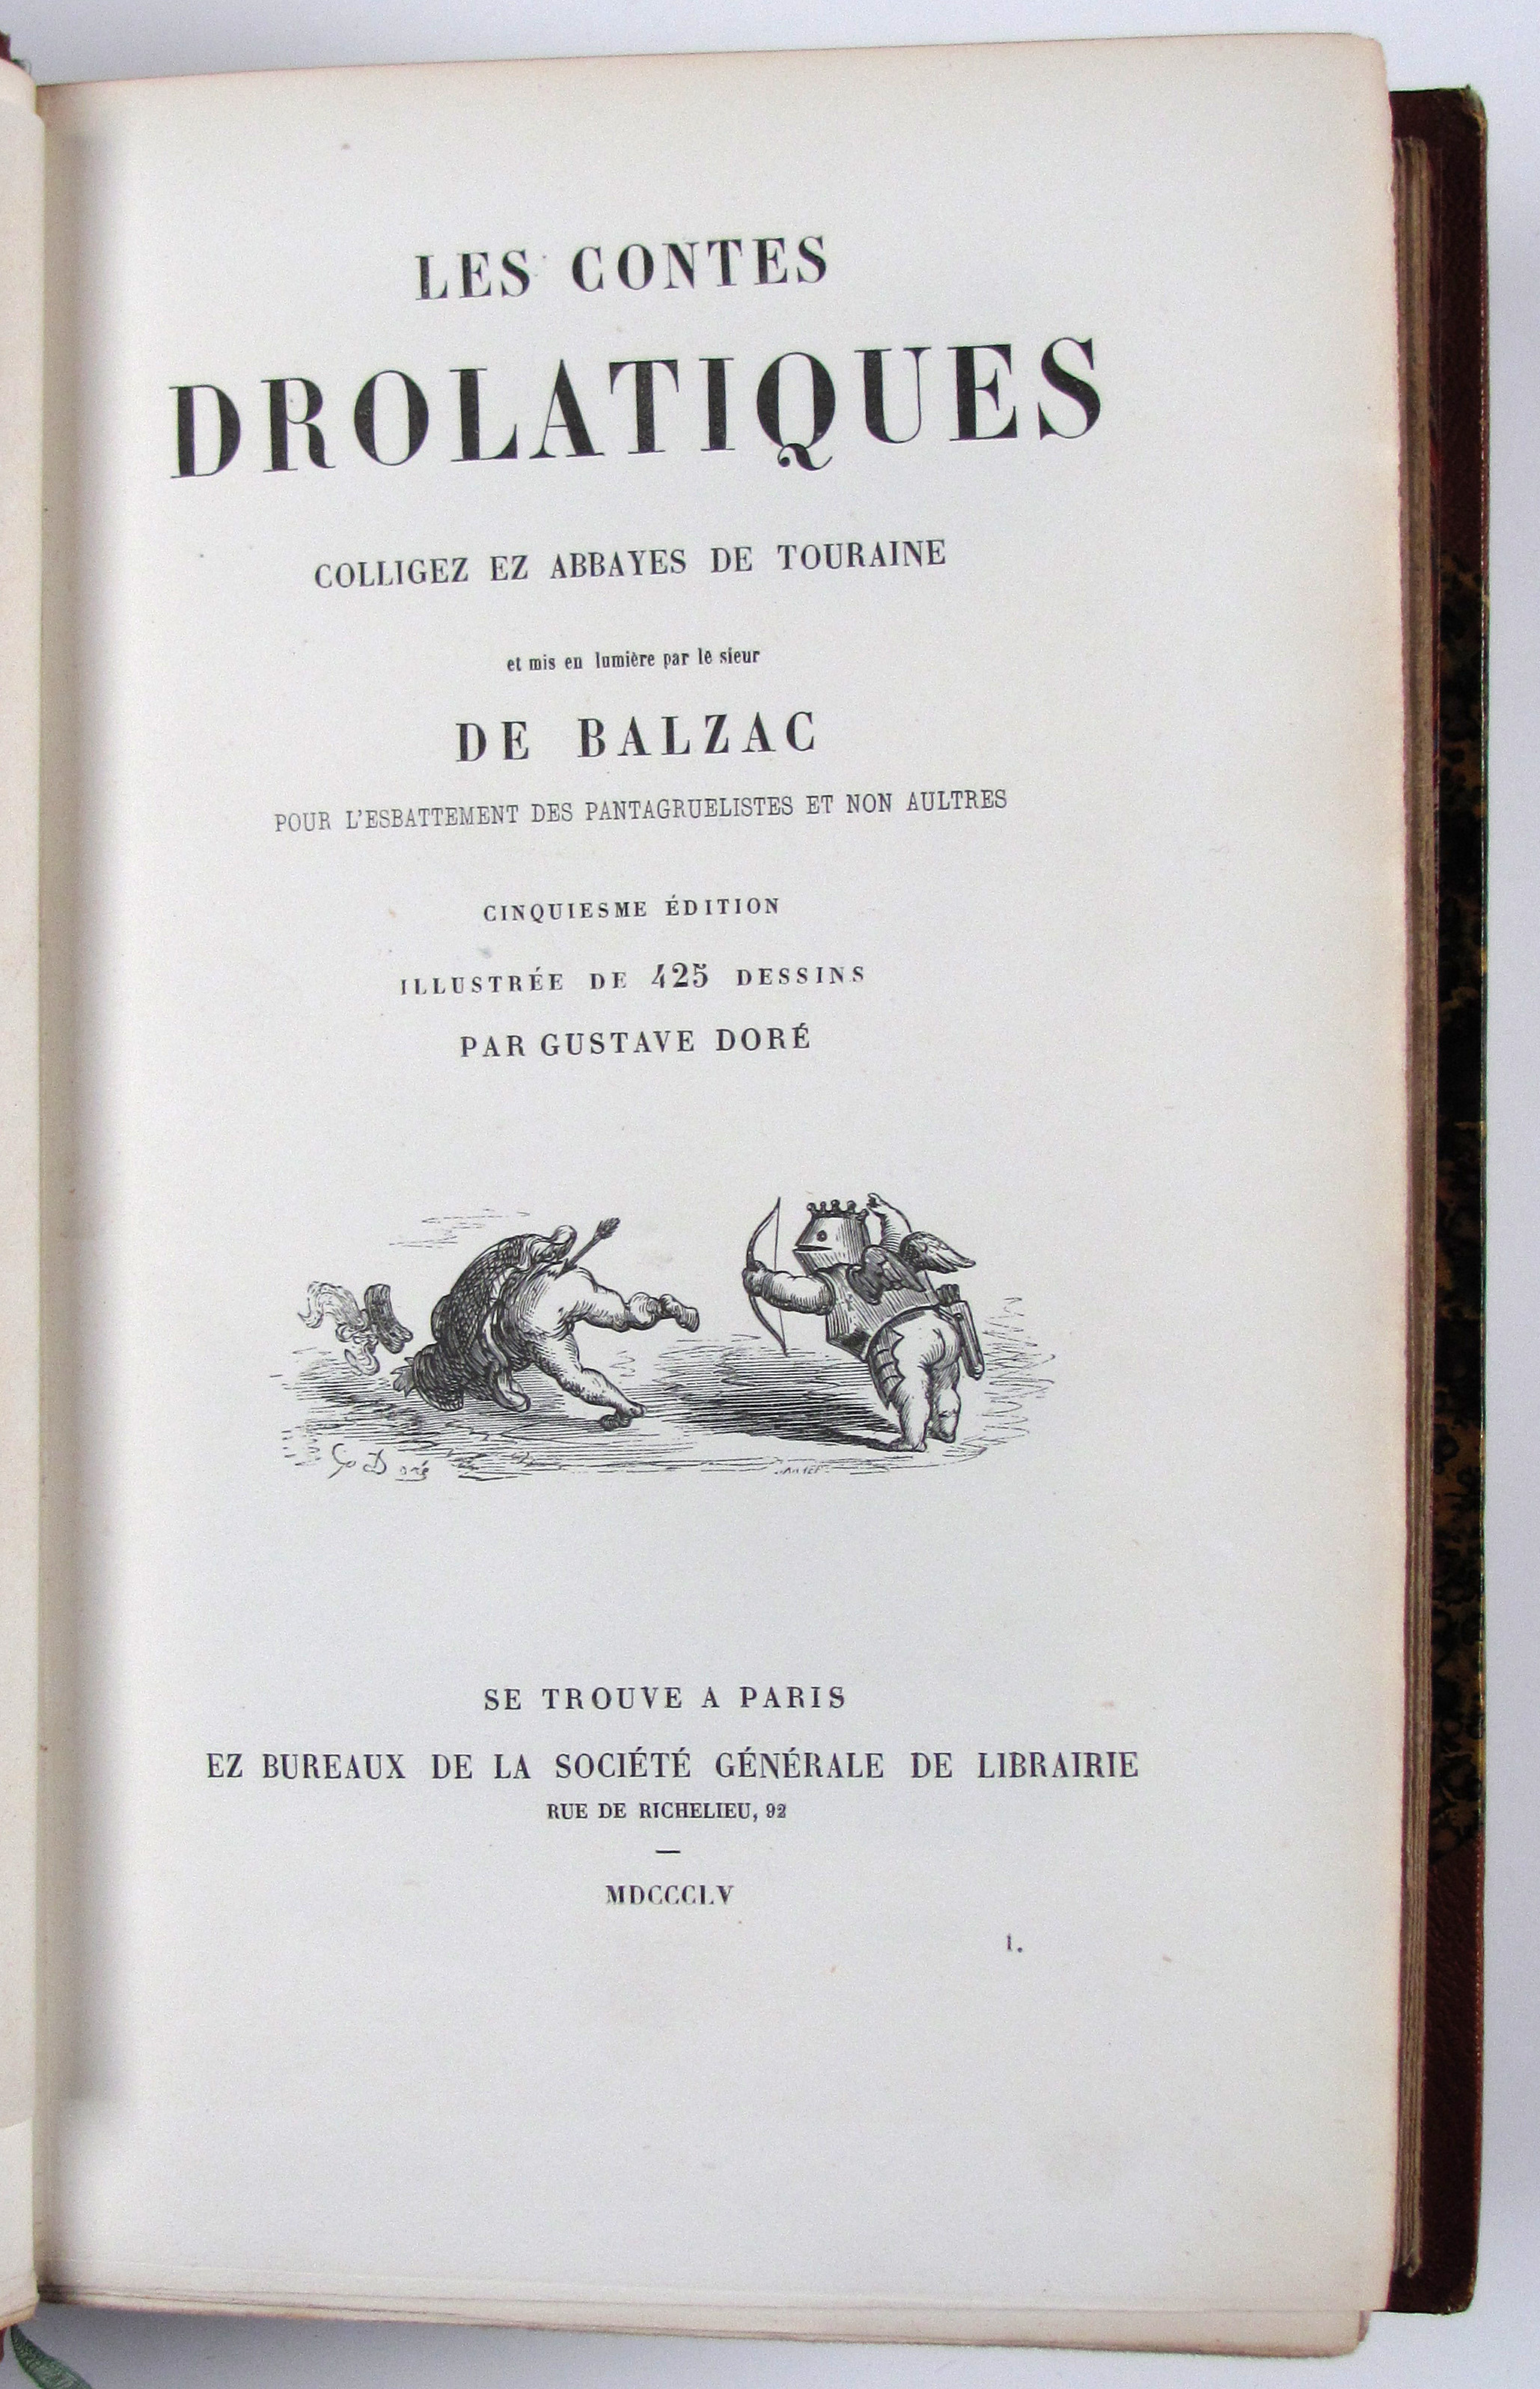 LES CONTES
DROLATIQUES
COLLIGEZ EZ ABBAYES DE TOURAINE
et mis en lumière par le sieur
DE BALZAC
POUR L'ESBATTEMENT DES PANTAGRUELISTES ET NON AULTRES
CINQUIESME ÉDITION
ILLUSTRÉE DE 425 DESSINS
PAR GUSTAVE DORÉ
G Doré
SE TROUVE A PARIS
EZ BUREAUX DE LA SOCIÉTÉ GÉNÉRALE DE LIBRAIRIE
RUE DE RICHELIEU, 92
—
MDCCCLV
1.